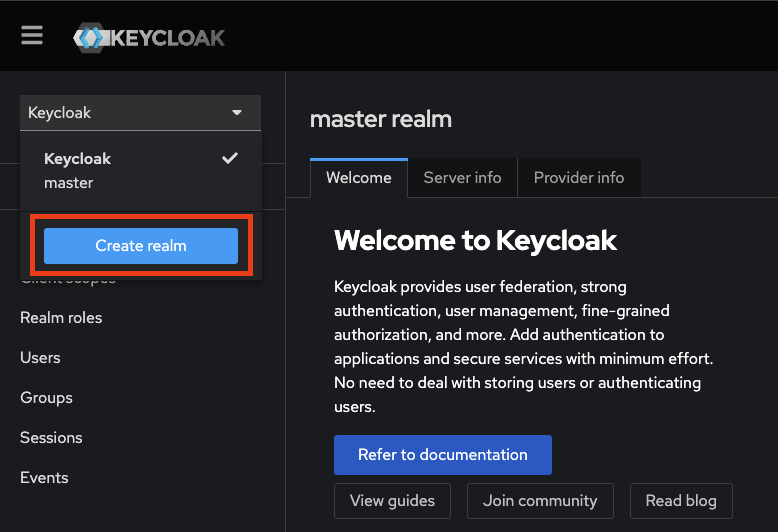 KEYCLOAK
Keycloak
Keycloak
master
Create realm
Client scopes
Realm roles
Users
Groups
Sessions
Events
master realm
Welcome
Server info
Provider info
Welcome to Keycloak
Keycloak provides user federation, strong
authentication, user management, fine-grained
authorization, and more. Add authentication to
applications and secure services with minimum effort.
No need to deal with storing users or authenticating
users.
Refer to documentation
View guides
Join community
Read blog